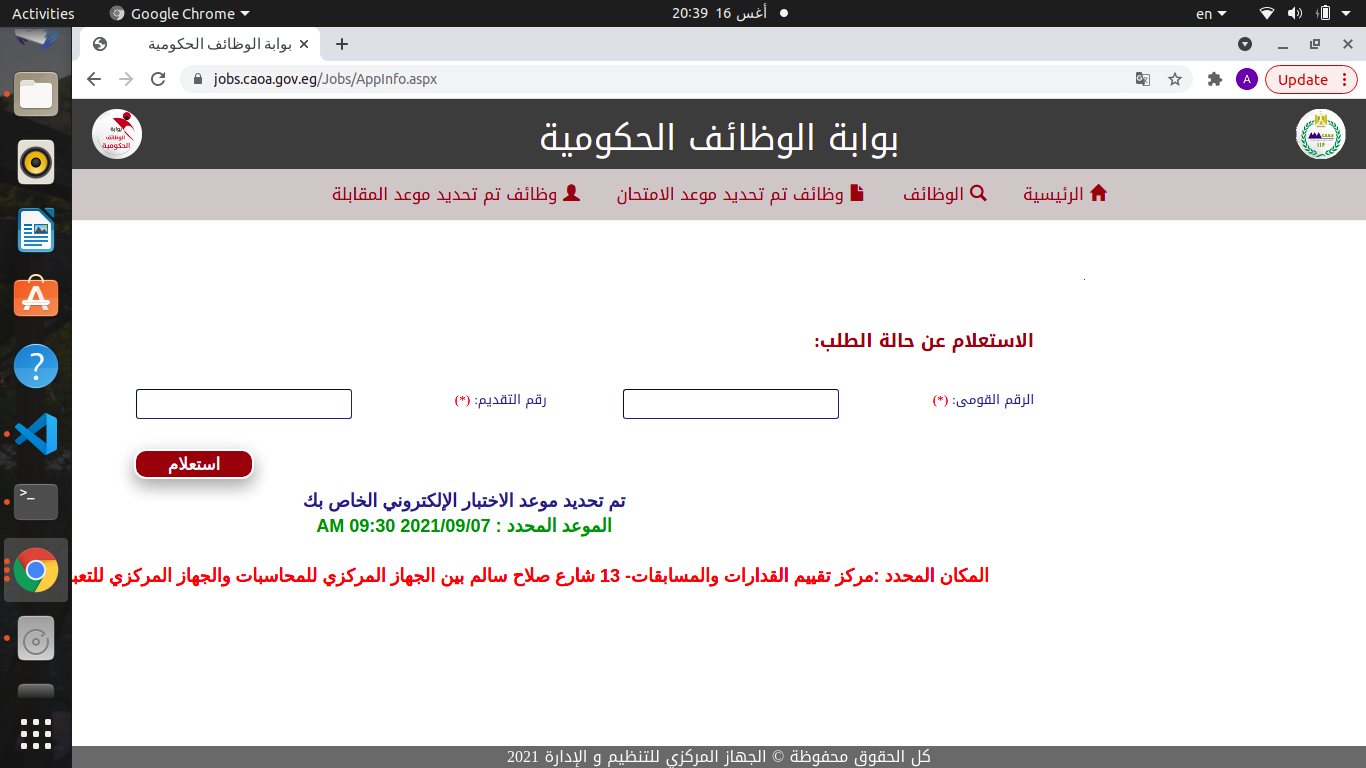 Activities
Google Chrome
أغس 16 20:39
en
بوابة الوظائف الحكومية
jobs.caoa.gov.eg/Jobs/AppInfo.aspx
A
Update
بوابة الوظائف الحكومية
بوابة الوظائف الحكومية
الرئيسية
الوظائف
وظائف تم تحديد موعد الامتحان
وظائف تم تحديد موعد المقابلة
الاستعلام عن حالة الطلب:
الرقم القومى: (*)
رقم التقديم: (*)
استعلام
تم تحديد موعد الاختبار الإلكتروني الخاص بك
الموعد المحدد : 2021/09/07 09:30 AM
المكان المحدد :مركز تقييم القدارات والمسابقات- 13 شارع صلاح سالم بين الجهاز المركزي للمحاسبات والجهاز المركزي للتعب
كل الحقوق محفوظة © الجهاز المركزي للتنظيم و الإدارة 2021